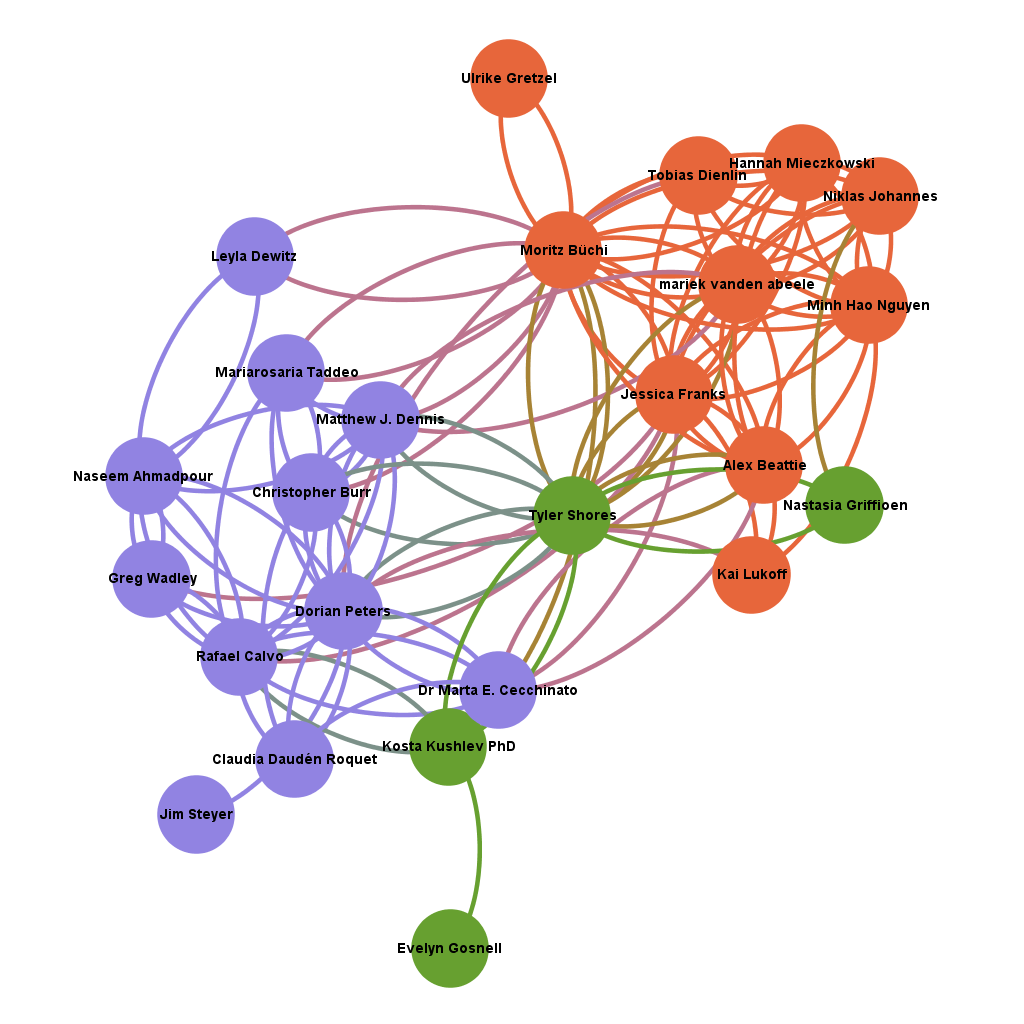 Ulrike Gretzel
Hannah Mieczkowski
Tobias Dienlin
Niklas Johannes
Moritz Büchi
Leyla Dewitz
mariek vanden abeele
Minh Hao Nguyen
Mariarosaria Taddeo
Jessica Franks
Matthew J. Dennis
Alex Beattie
Naseem Ahmadpour
Christopher Burr
Nastasia Griffioen
Tyler Shores
Kai Lukoff
Greg Wadley
Dorian Peters
Rafael Calvo
Dr Marta E. Cecchinato
Kosta Kushlev PhD
Claudia Daudén Roquet
Jim Steyer
Evelyn Gosnell